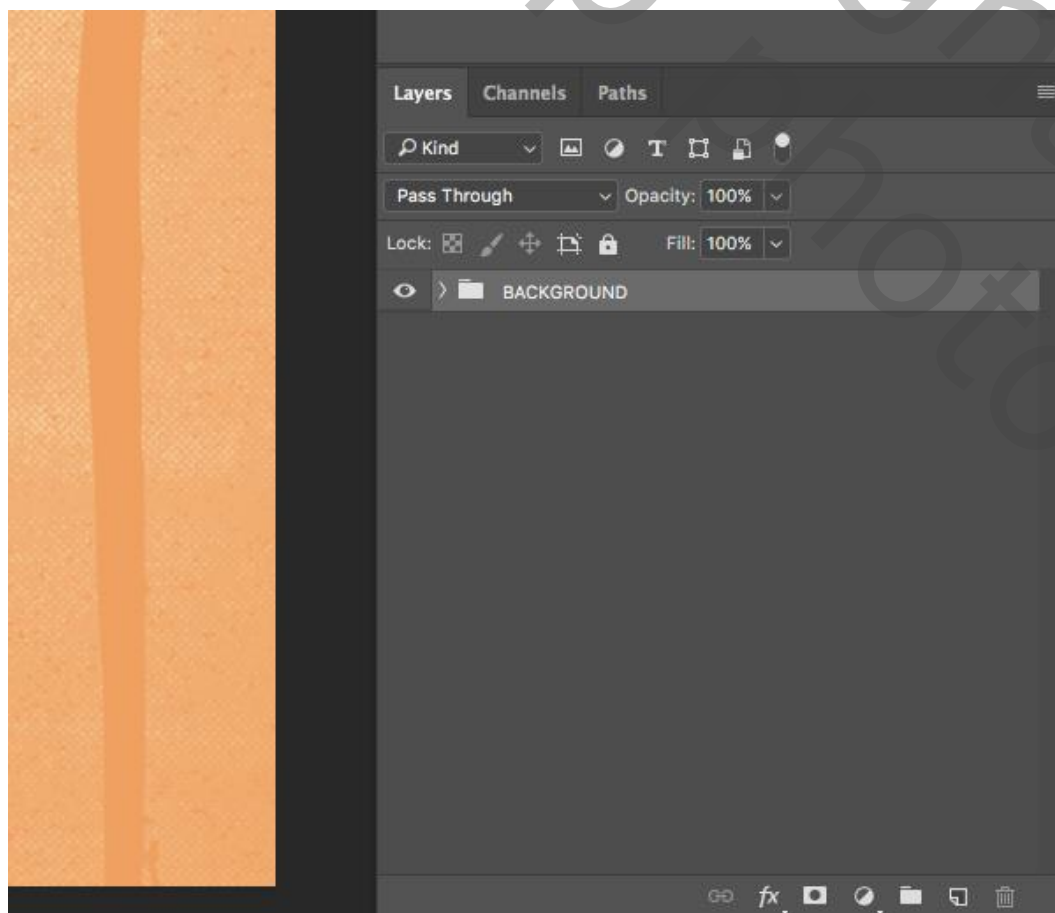 Layers Channels Paths
Kind
Pass Through Opacity: 100%
Lock: Fill: 100%
BACKGROUND
fx